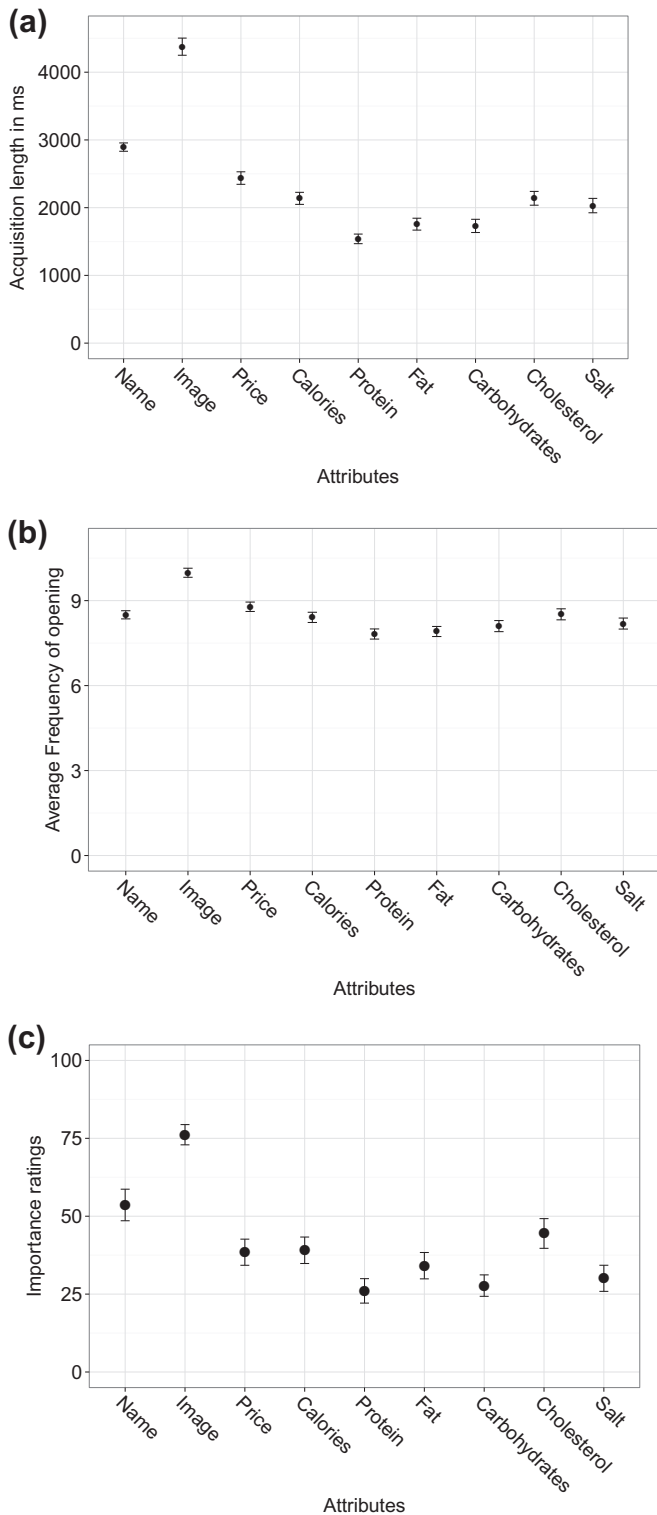 (a)
Acquisition length in ms
4000
3000
2000
1000
0
Name
Image
Price
Calories
Protein
Fat
Carbohydrates
Cholesterol
Salt
Attributes
(b)
Average Frequency of opening
9
6
3
0
Name
Image
Price
Calories
Protein
Fat
Carbohydrates
Cholesterol
Salt
Attributes
(c)
Importance ratings
100
75
50
25
0
Name
Image
Price
Calories
Protein
Fat
Carbohydrates
Cholesterol
Salt
Attributes